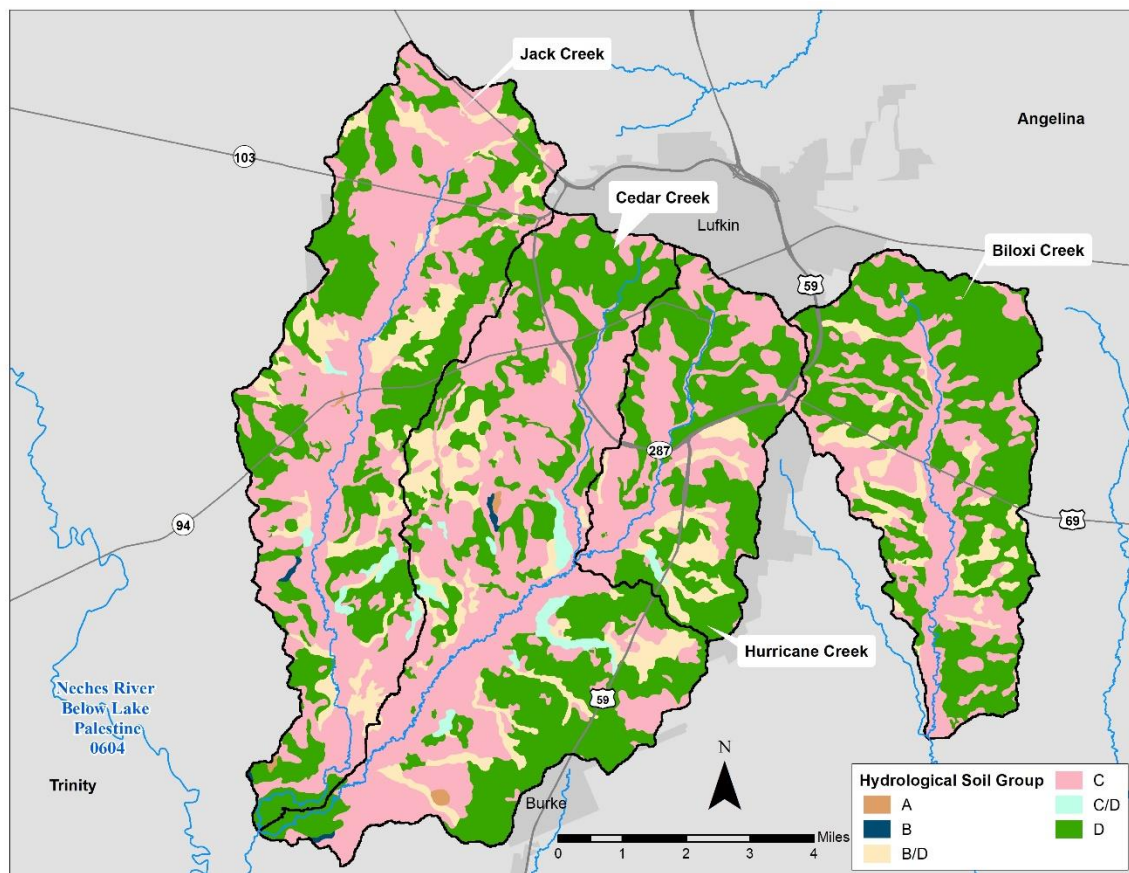 Jack Creek
Angelina
103
Cedar Creek
Lufkin
Biloxi Creek
59
287
94
69
Hurricane Creek
Neches River
Below Lake
Palestine
0604
59
Trinity
N
Burke
Miles
0 1 2 3 4
Hydrological Soil Group
A
B
B/D
C
C/D
D